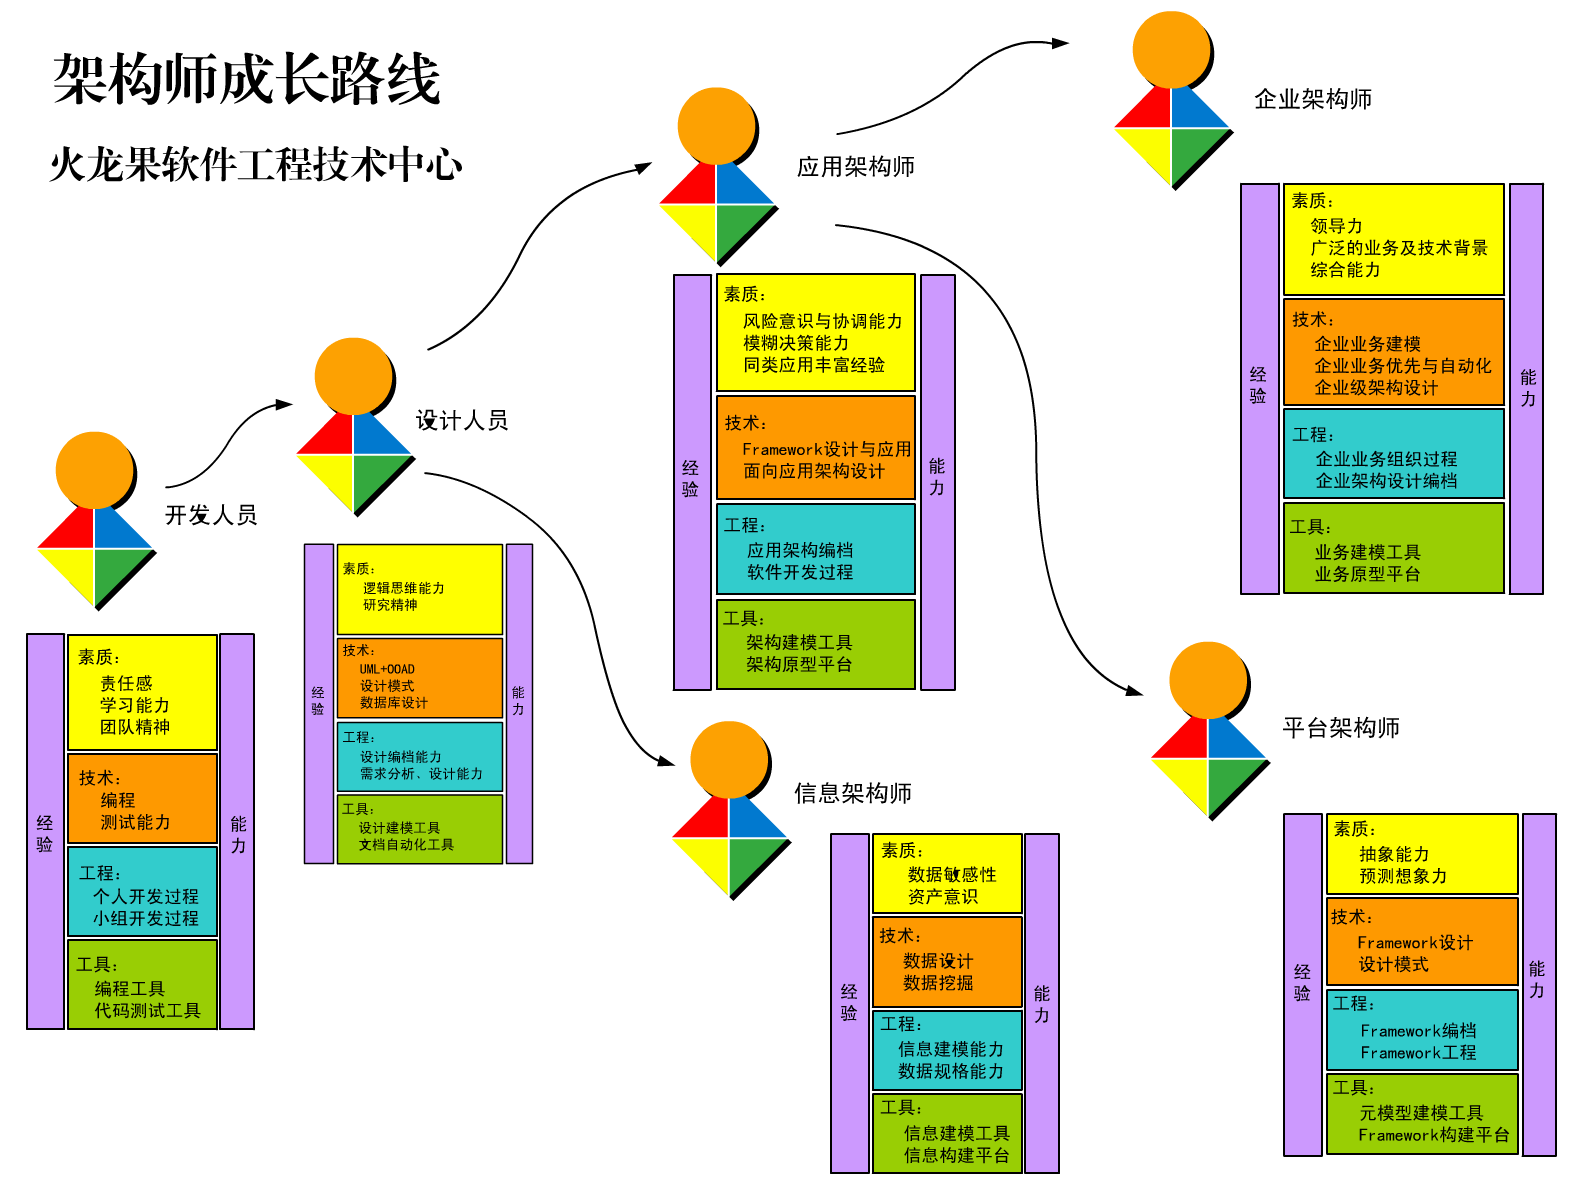 架构师成长路线
火龙果软件工程技术中心
开发人员
经
验
素质：
责任感
学习能力
团队精神
技术：
编程
测试能力
工程：
个人开发过程
小组开发过程
工具：
编程工具
代码测试工具
能
力
设计人员
经
验
素质：
逻辑思维能力
研究精神
技术：
UML+OOAD
设计模式
数据库设计
工程：
设计编档能力
需求分析、设计能力
工具：
设计建模工具
文档自动化工具
能
力
应用架构师
经
验
素质：
风险意识与协调能力
模糊决策能力
同类应用丰富经验
技术：
Framework设计与应用
面向应用架构设计
工程：
应用架构编档
软件开发过程
工具：
架构建模工具
架构原型平台
能
力
信息架构师
经
验
素质：
数据敏感性
资产意识
技术：
数据设计
数据挖掘
工程：
信息建模能力
数据规格能力
工具：
信息建模工具
信息构建平台
能
力
企业架构师
经
验
素质：
领导力
广泛的业务及技术背景
综合能力
技术：
企业业务建模
企业业务优先与自动化
企业级架构设计
工程：
企业业务组织过程
企业架构设计编档
工具：
业务建模工具
业务原型平台
能
力
平台架构师
经
验
素质：
抽象能力
预测想象力
技术：
Framework设计
设计模式
工程：
Framework编档
Framework工程
工具：
元模型建模工具
Framework构建平台
能
力